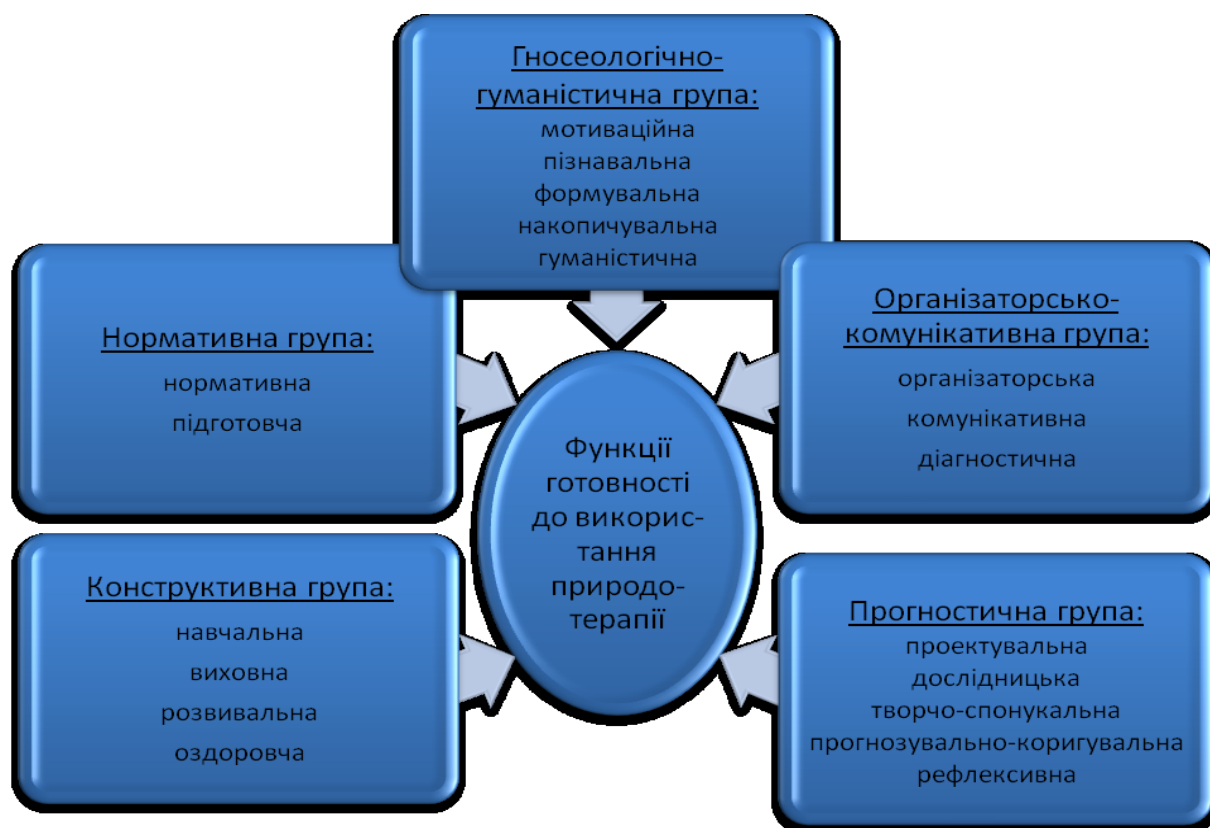 Гносеологічно-
гуманістична група:
мотиваційна
пізнавальна
формувальна
накопичувальна
гуманістична
Нормативна група:
нормативна
підготовча
Організаторсько-
комунікативна група:
організаторська
комунікативна
діагностична
Функції
готовності
до викорис-
тання
природо-
терапії
Конструктивна група:
навчальна
виховна
розвивальна
оздоровча
Прогностична група:
проектувальна
дослідницька
творчо-спонукальна
прогнозувально-коригувальна
рефлексивна